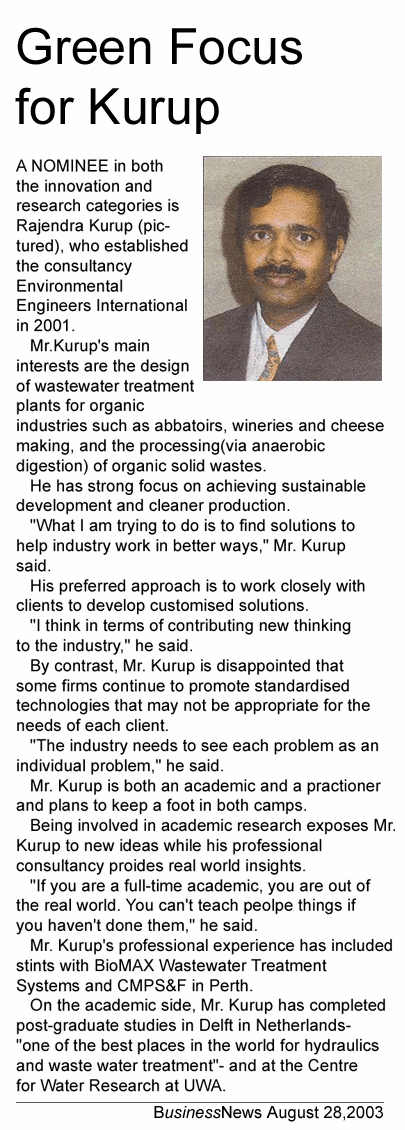 Green Focus
for Kurup
A NOMINEE in both
the innovation and
research categories is
Rajendra Kurup (pic-
tured), who established
the consultancy
Environmental
Engineers International
in 2001.
Mr.Kurup's main
interests are the design
of wastewater treatment
plants for organic
industries such as abbatoirs, wineries and cheese
making, and the processing(via anaerobic
digestion) of organic solid wastes.
He has strong focus on achieving sustainable
development and cleaner production.
"What I am trying to do is to find solutions to
help industry work in better ways," Mr. Kurup
said.
His preferred approach is to work closely with
clients to develop customised solutions.
"I think in terms of contributing new thinking
to the industry," he said.
By contrast, Mr. Kurup is disappointed that
some firms continue to promote standardised
technologies that may not be appropriate for the
needs of each client.
"The industry needs to see each problem as an
individual problem," he said.
Mr. Kurup is both an academic and a practioner
and plans to keep a foot in both camps.
Being involved in academic research exposes Mr.
Kurup to new ideas while his professional
consultancy proides real world insights.
"If you are a full-time academic, you are out of
the real world. You can't teach peolpe things if
you haven't done them," he said.
Mr. Kurup's professional experience has included
stints with BioMAX Wastewater Treatment
Systems and CMPS&F in Perth.
On the academic side, Mr. Kurup has completed
post-graduate studies in Delft in Netherlands-
"one of the best places in the world for hydraulics
and waste water treatment"- and at the Centre
for Water Research at UWA.
BusinessNews August 28,2003